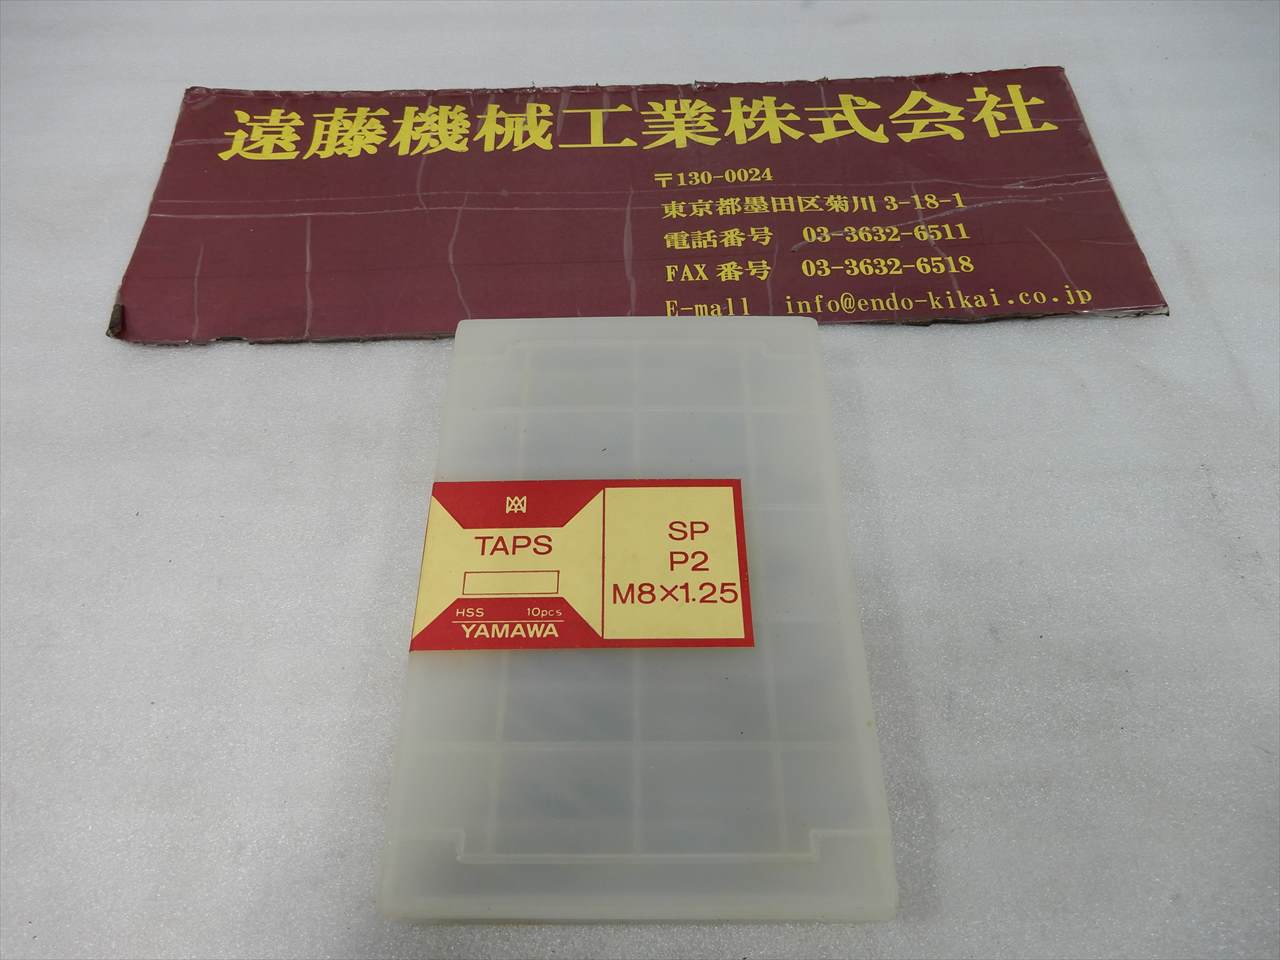 遠藤機械工業株式会社
〒130-0024
東京都墨田区菊川 3-18-1
電話番号 03-3632-6511
FAX 番号 03-3632-6518
E-mall info@endo-kikai.co.jp
TAPS
HSS 10pcs
YAMAWA
SP
P2
M8×1.25